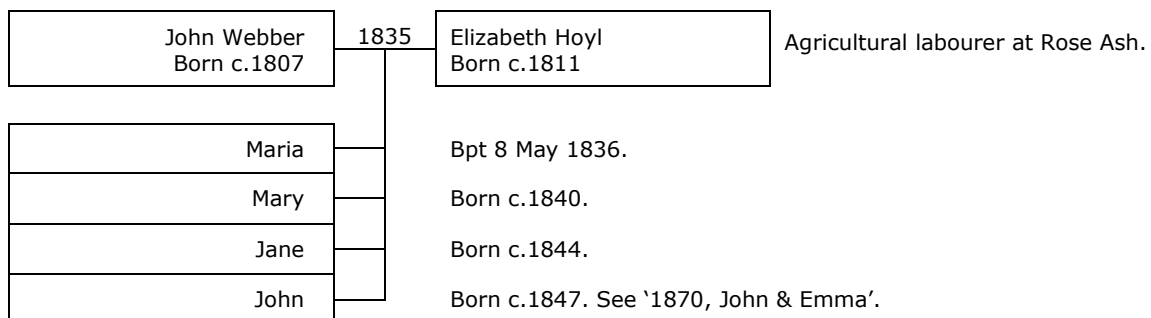 John Webber
Born c.1807
1835
Elizabeth Hoyl
Born c.1811
Agricultural labourer at Rose Ash.
Maria
Bpt 8 May 1836.
Mary
Born c.1840.
Jane
Born c.1844.
John
Born c.1847. See ‘1870, John & Emma’.